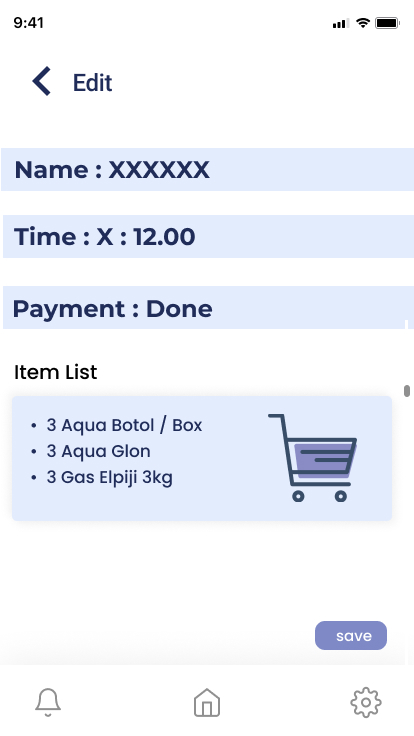 9:41
Edit
Name : XXXXXX
Time : X : 12.00
Payment : Done
Item List
• 3 Aqua Botol / Box
• 3 Aqua Glon
• 3 Gas Elpiji 3kg
save